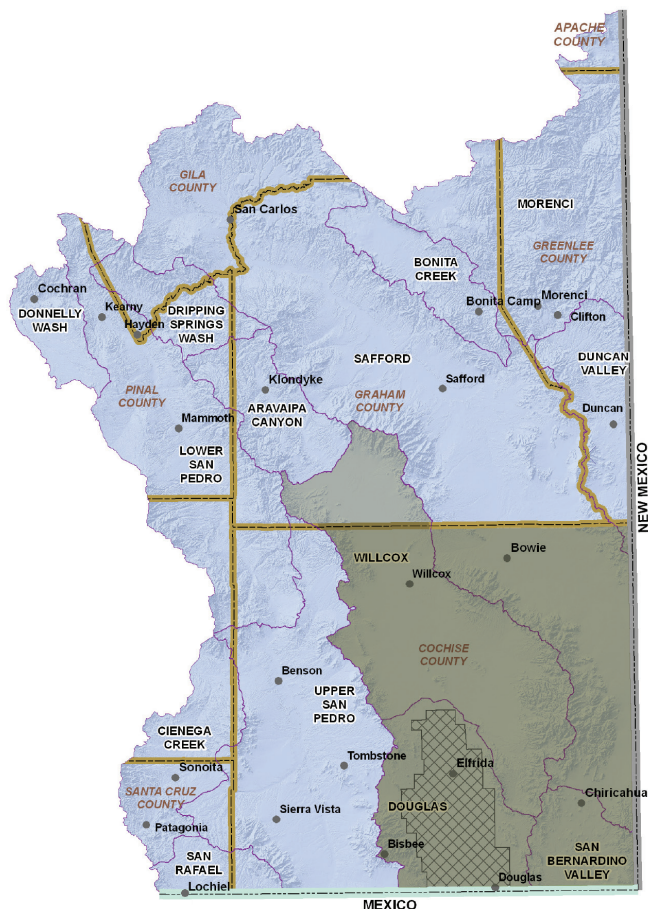 APACHE
COUNTY
GILA
COUNTY
San Carlos
MORENCI
GREENLEE
COUNTY
BONITA
CREEK
Cochran
DONNELLY
WASH
Kearny
Hayden
DRIPPING
SPRINGS
WASH
Bonita Camp
Morenci
Clifton
SAFFORD
DUNCAN
VALLEY
Klondyke
Safford
PINAL
COUNTY
GRAHAM
COUNTY
ARAVAIPA
CANYON
Duncan
Mammoth
LOWER
SAN
PEDRO
NEW MEXICO
WILLCOX
Bowie
Willcox
COCHISE
COUNTY
Benson
UPPER
SAN
PEDRO
CIENEGA
CREEK
Tombstone
Elfrida
Sonoita
SANTA CRUZ
COUNTY
Chiricahua
Sierra Vista
DOUGLAS
Patagonia
Bisbee
SAN
BERNARDINO
VALLEY
SAN
RAFAEL
Douglas
Lochiel
MEXICO